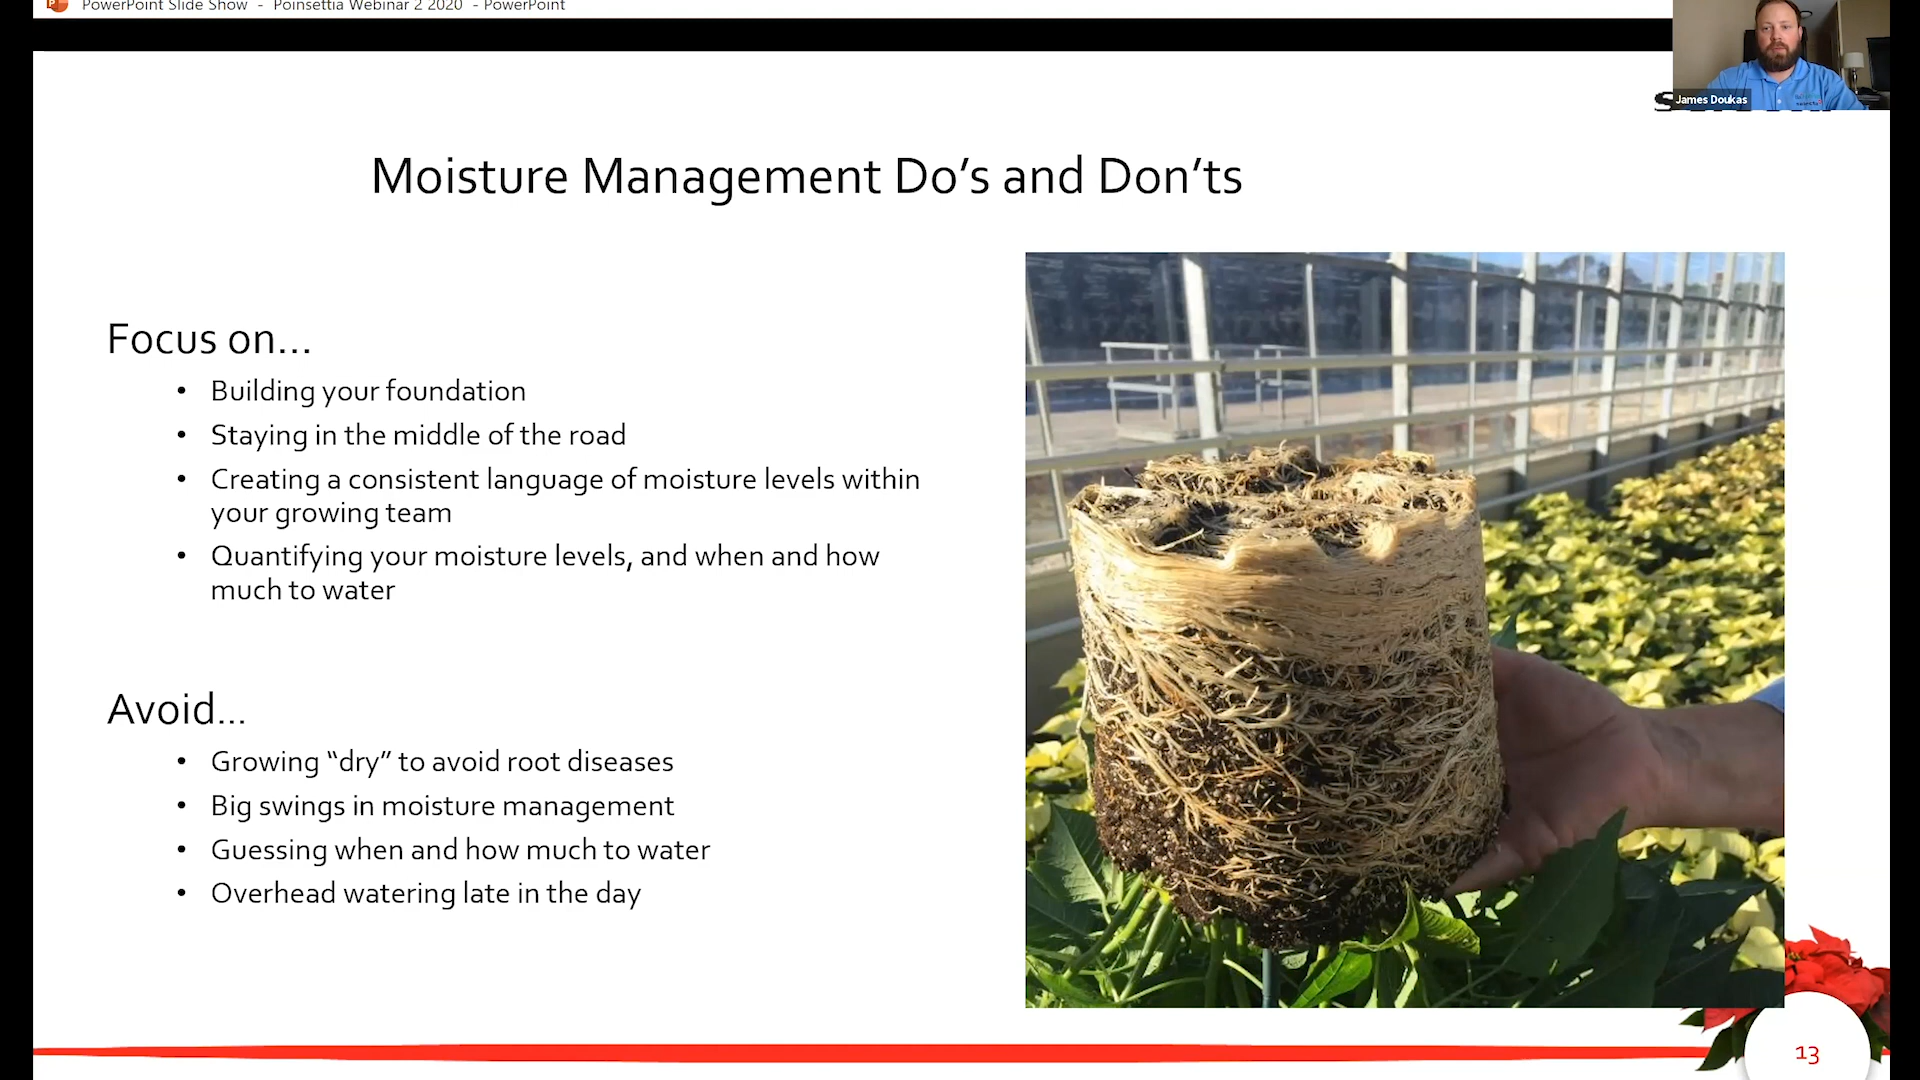 PowerPoint Slide Show - Poinsettia Webinar 2 2020 - PowerPoint
James Doukas
Moisture Management Do’s and Don’ts
Focus on...
• Building your foundation
• Staying in the middle of the road
• Creating a consistent language of moisture levels within
your growing team
• Quantifying your moisture levels, and when and how
much to water
Avoid...
• Growing “dry” to avoid root diseases
• Big swings in moisture management
• Guessing when and how much to water
• Overhead watering late in the day
13